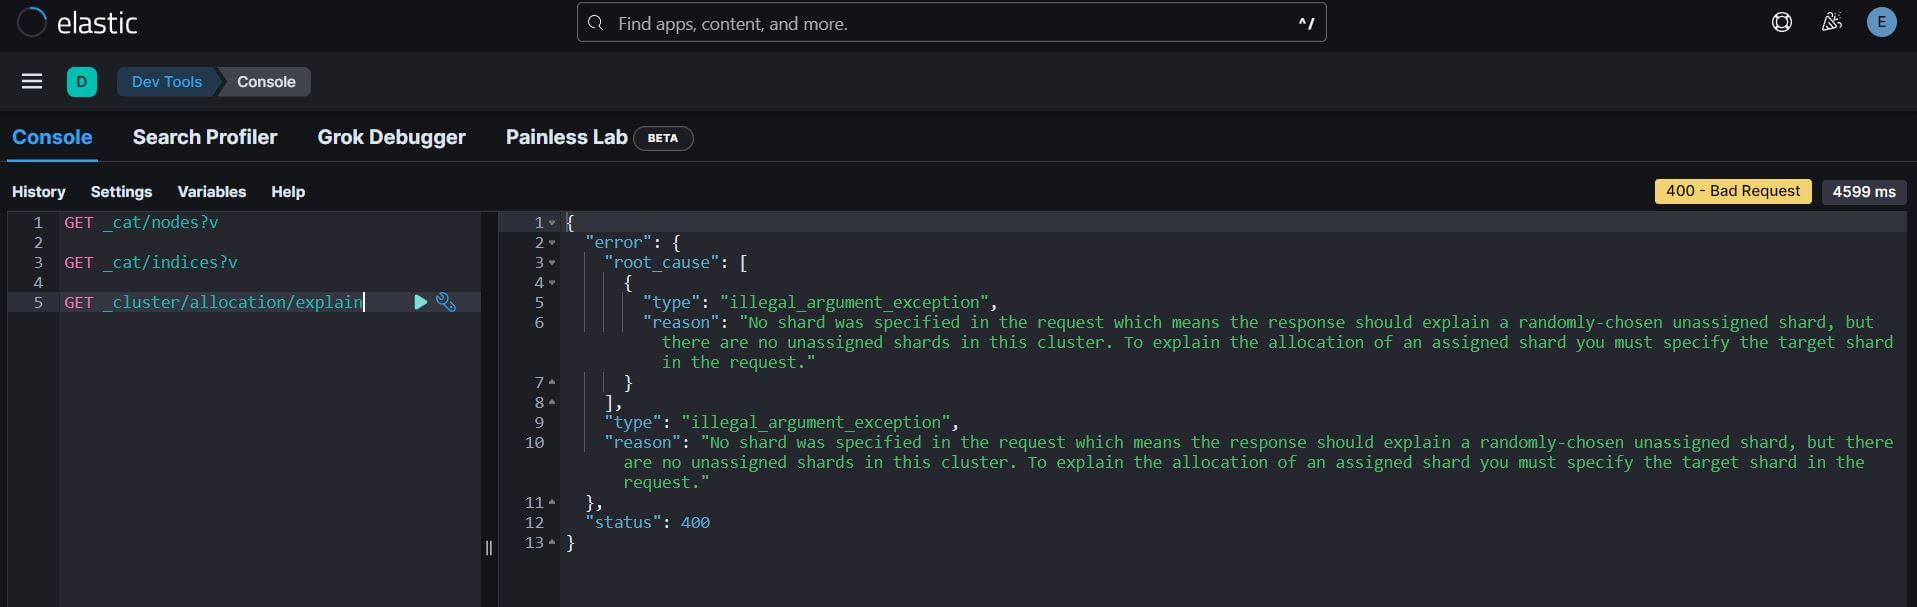 elastic
Find apps, content, and more.
^/
E
D
Dev Tools
Console
Console
Search Profiler
Grok Debugger
Painless Lab
BETA
History
Settings
Variables
Help
400 - Bad Request
4599 ms
1 GET _cat/nodes?v
2
3 GET _cat/indices?v
4
5 GET _cluster/allocation/explain
1 {
2 "error": {
3 "root_cause": [
4 {
5 "type": "illegal_argument_exception",
6 "reason": "No shard was specified in the request which means the response should explain a randomly-chosen unassigned shard, but
there are no unassigned shards in this cluster. To explain the allocation of an assigned shard you must specify the target shard
in the request."
7 }
8 ],
9 "type": "illegal_argument_exception",
10 "reason": "No shard was specified in the request which means the response should explain a randomly-chosen unassigned shard, but there
are no unassigned shards in this cluster. To explain the allocation of an assigned shard you must specify the target shard in the
request."
11 },
12 "status": 400
13 }